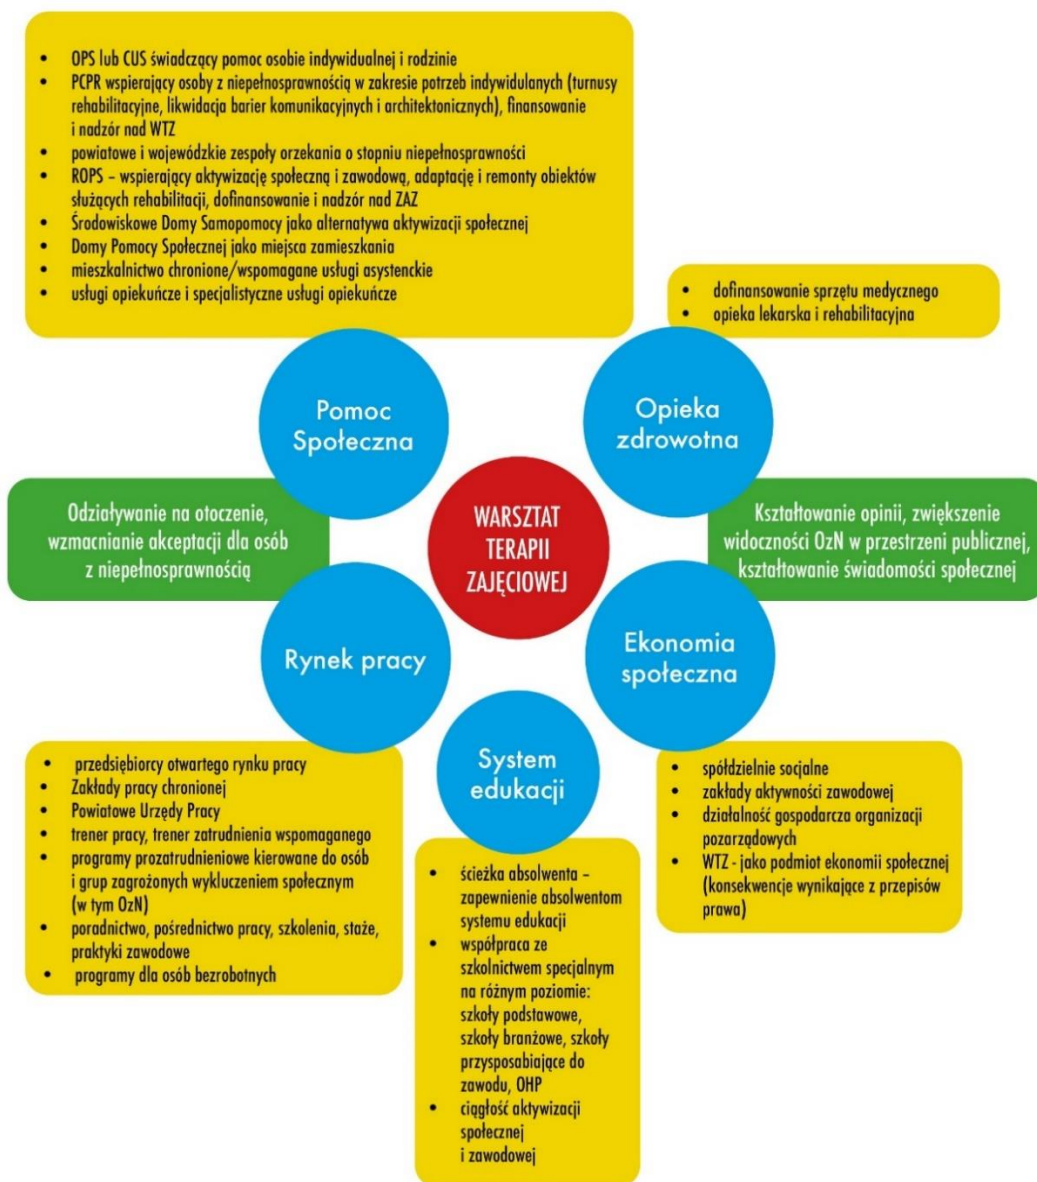 • OPS lub CUS świadczący pomoc osobie indywidualnej i rodzinie
• PCPR wspierający osoby z niepełnosprawnością w zakresie potrzeb indywidulanych (turnusy
rehabilitacyjne, likwidacja barier komunikacyjnych i architektonicznych), finansowanie
i nadzór nad WTZ
• powiatowe i wojewódzkie zespoły orzekania o stopniu niepełnosprawności
• ROPS – wspierający aktywizację społeczną i zawodową, adaptację i remonty obiektów
służących rehabilitacji, dofinansowanie i nadzór nad ZAZ
• Środowiskowe Domy Samopomocy jako alternatywa aktywizacji społecznej
• Domy Pomocy Społecznej jako miejsca zamieszkania
• mieszkalnictwo chronione/wspomagane usługi asystenckie
• usługi opiekuńcze i specjalistyczne usługi opiekuńcze
• dofinansowanie sprzętu medycznego
• opieka lekarska i rehabilitacyjna
Pomoc
Społeczna
Opieka
zdrowotna
Odziaływanie na otoczenie,
wzmacnianie akceptacji dla osób
z niepełnosprawnością
WARSZTAT
TERAPII
ZAJĘCIOWEJ
Kształtowanie opinii, zwiększenie
widoczności OzN w przestrzeni publicznej,
kształtowanie świadomości społecznej
Rynek pracy
Ekonomia
społeczna
System
edukacji
• przedsiębiorcy otwartego rynku pracy
• Zakłady pracy chronionej
• Powiatowe Urzędy Pracy
• trener pracy, trener zatrudnienia wspomaganego
• programy prozatrudnieniowe kierowane do osób
i grup zagrożonych wykluczeniem społecznym
(w tym OzN)
• poradnictwo, pośrednictwo pracy, szkolenia, staże,
praktyki zawodowe
• programy dla osób bezrobotnych
• ścieżka absolwenta –
zapewnienie absolwentom
systemu edukacji
• współpraca ze
szkolnictwem specjalnym
na różnym poziomie:
szkoły podstawowe,
szkoły branżowe, szkoły
przysposabiające do
zawodu, OHP
• ciągłość aktywizacji
społecznej
i zawodowej
• spółdzielnie socjalne
• zakłady aktywności zawodowej
• działalność gospodarcza organizacji
pozarządowych
• WTZ - jako podmiot ekonomii społecznej
(konsekwencje wynikające z przepisów
prawa)